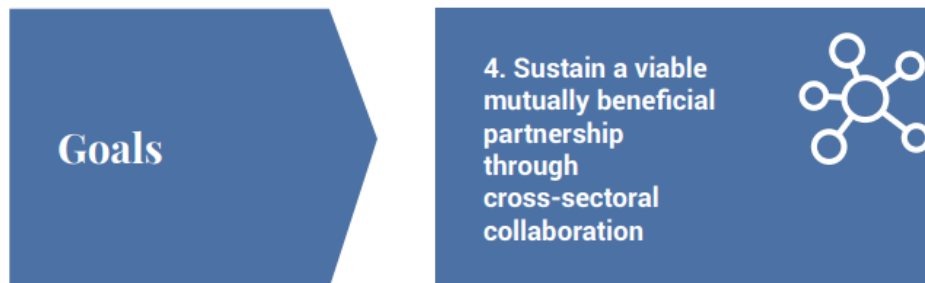 Goals
4. Sustain a viable
mutually beneficial
partnership
through
cross-sectoral
collaboration